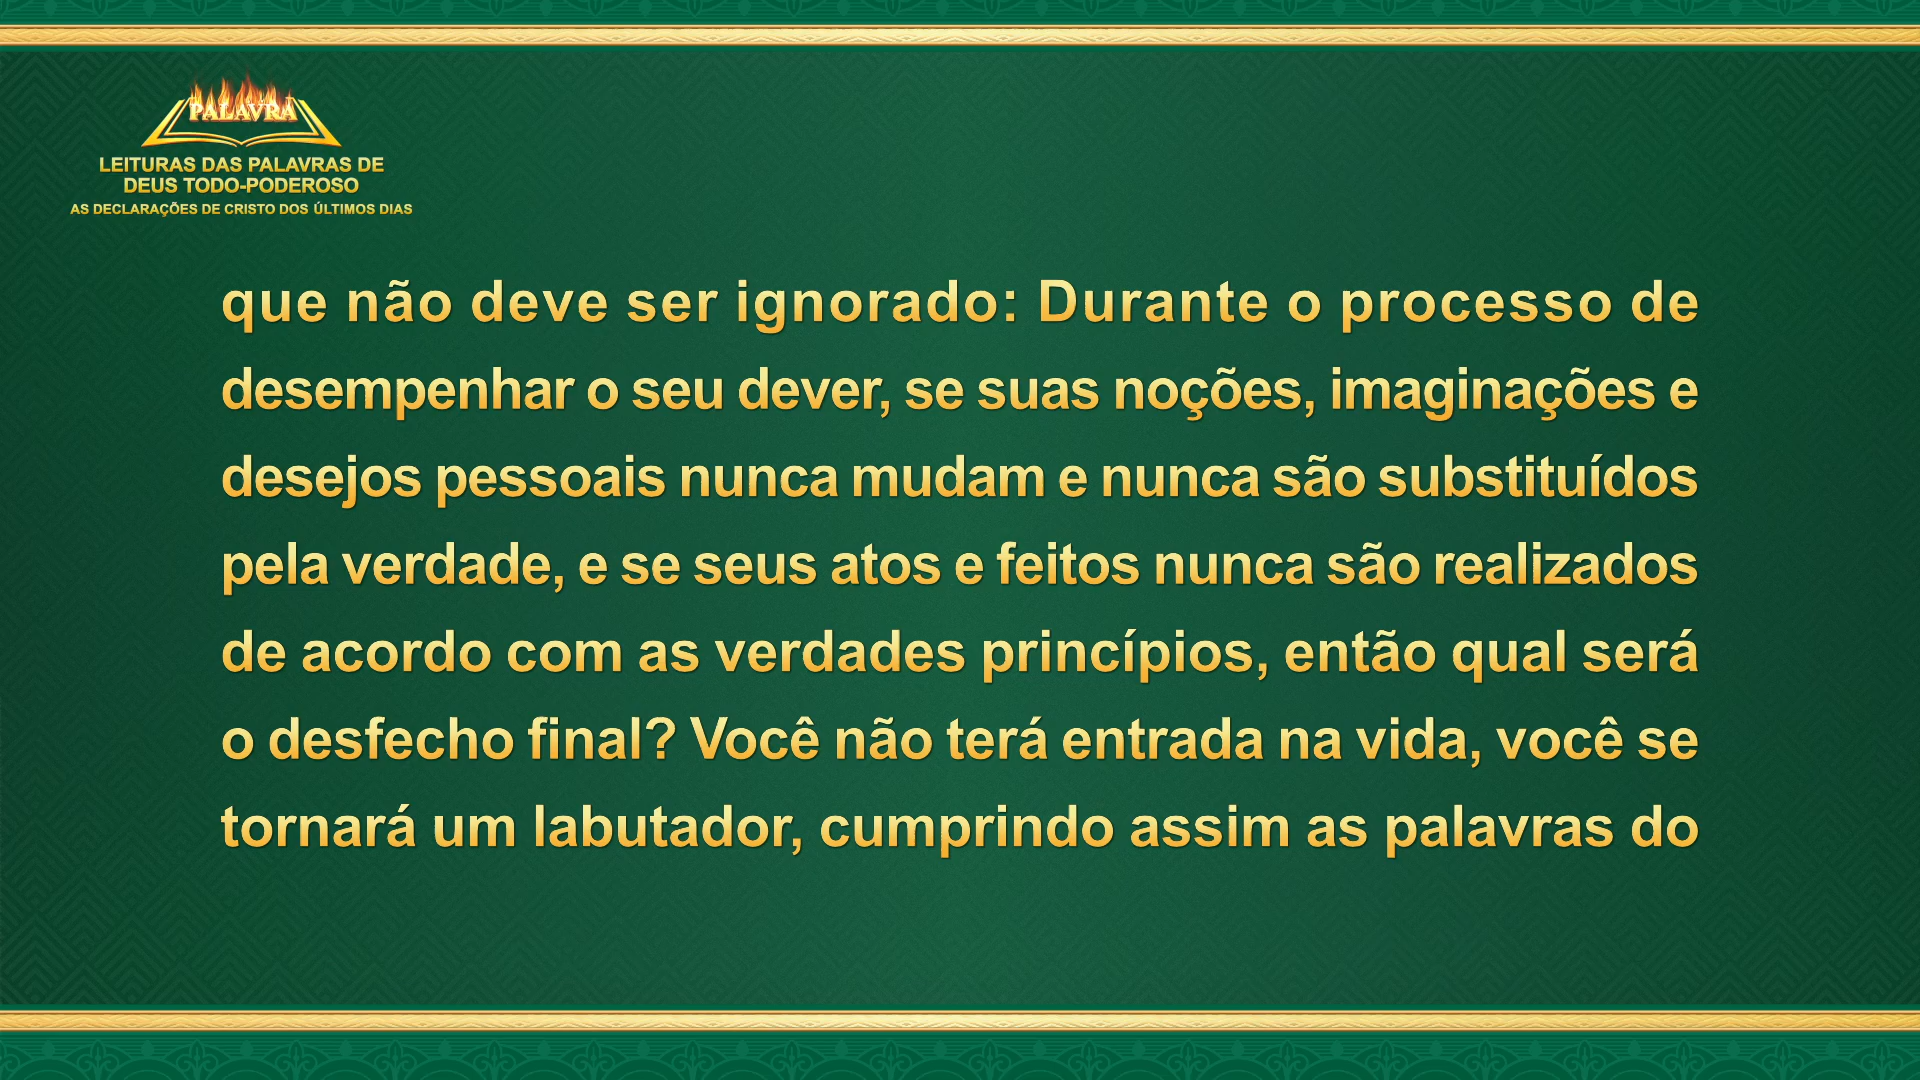 PALAVRA
LEITURAS DAS PALAVRAS DE
DEUS TODO-PODEROSO
AS DECLARAÇÕES DE CRISTO DOS ÚLTIMOS DIAS
que não deve ser ignorado: Durante o processo de
desempenhar o seu dever, se suas noções, imaginações e
desejos pessoais nunca mudam e nunca são substituídos
pela verdade, e se seus atos e feitos nunca são realizados
de acordo com as verdades princípios, então qual será
o desfecho final? Você não terá entrada na vida, você se
tornará um labutador, cumprindo assim as palavras do